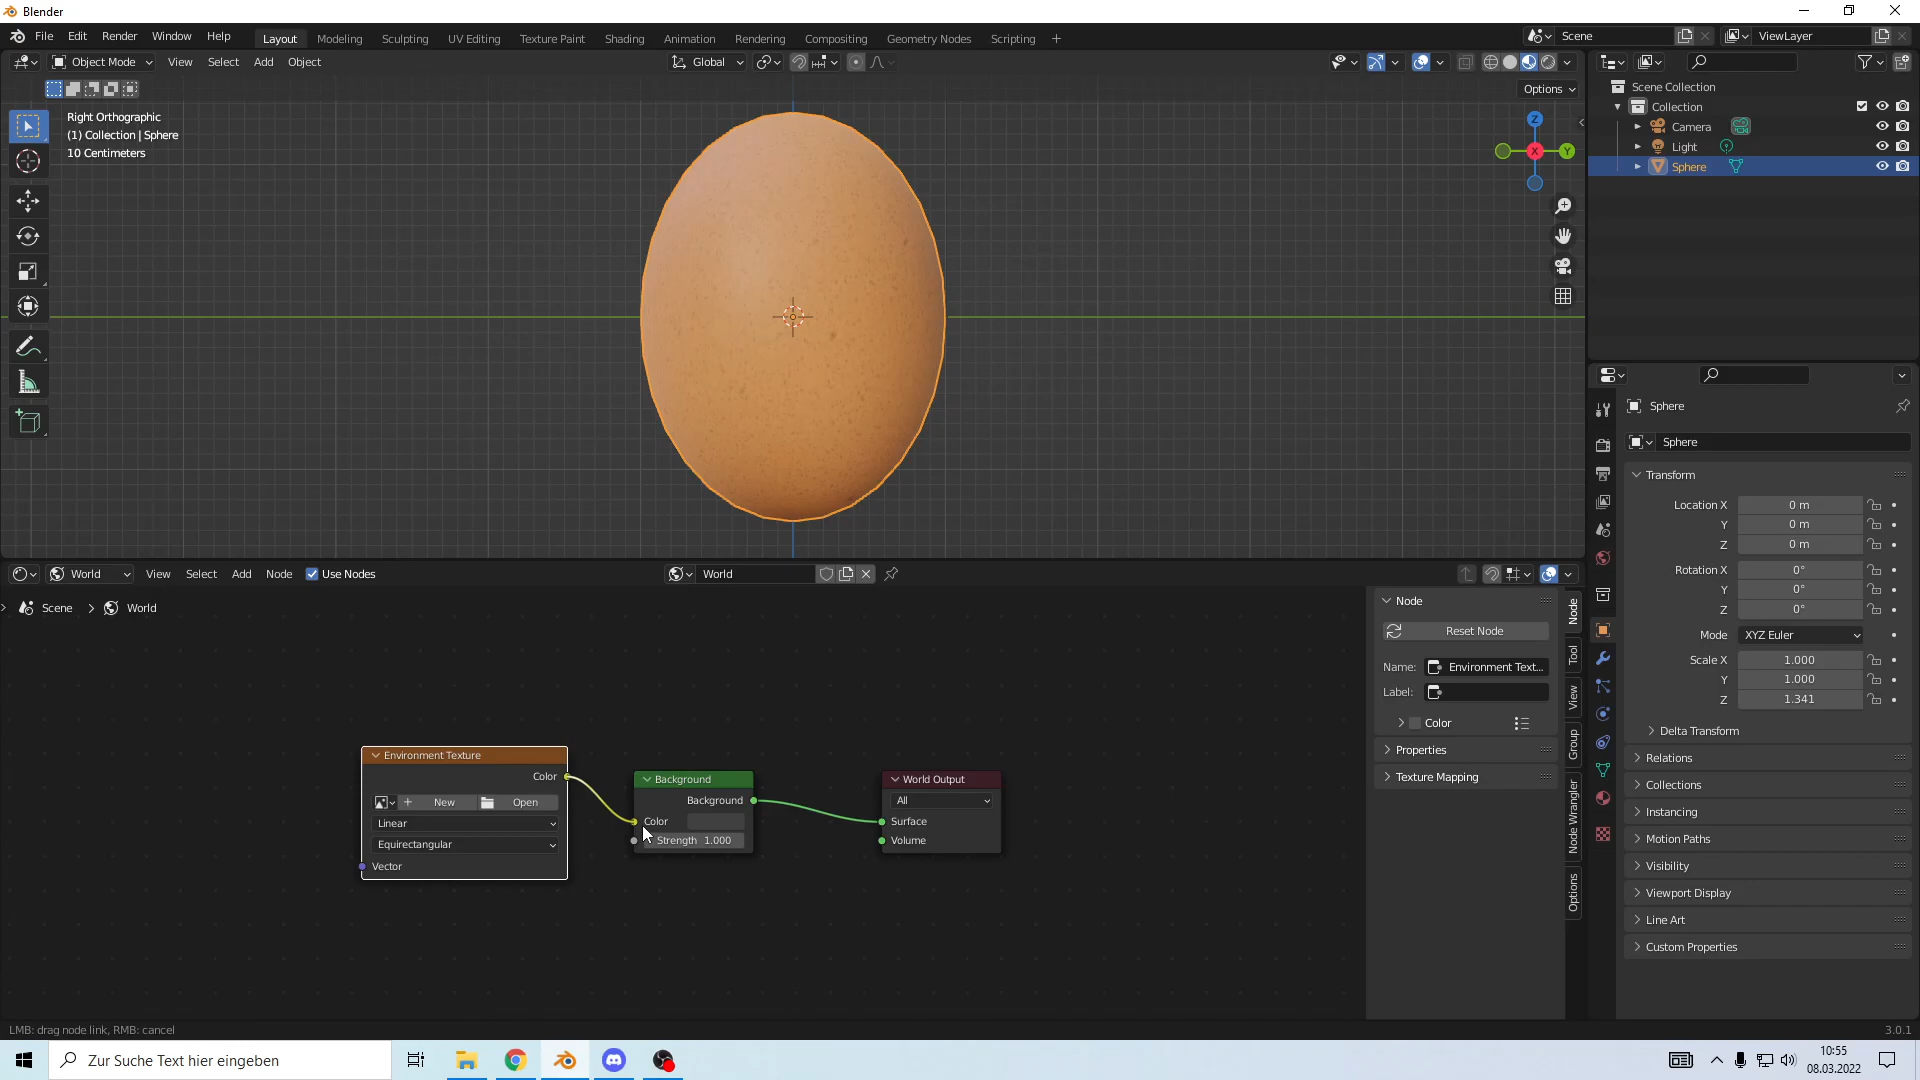 Blender
File Edit Render Window Help Layout Modeling Sculpting UV Editing Texture Paint Shading Animation Rendering Compositing Geometry Nodes Scripting + Scene ViewLayer
Object Mode View Select Add Object Global
Options
Right Orthographic
(1) Collection | Sphere
10 Centimeters
Z
X
Y
Scene Collection
Collection
Camera
Light
Sphere
Sphere
Sphere
Transform
Location X 0 m
Y 0 m
Z 0 m
Rotation X 0°
Y 0°
Z 0°
Mode XYZ Euler
Scale X 1.000
Y 1.000
Z 1.341
Delta Transform
Relations
Collections
Instancing
Motion Paths
Visibility
Viewport Display
Line Art
Custom Properties
World View Select Add Node Use Nodes World
Scene > World
Environment Texture
Color
New Open
Linear
Equirectangular
Vector
Background
Background
Color
Strength 1.000
World Output
All
Surface
Volume
Node
Reset Node
Name: Environment Text...
Label:
Color
Properties
Texture Mapping
Node
Tool
View
Group
Node Wrangler
Options
LMB: drag node link, RMB: cancel
3.0.1
Zur Suche Text hier eingeben
10:55
08.03.2022